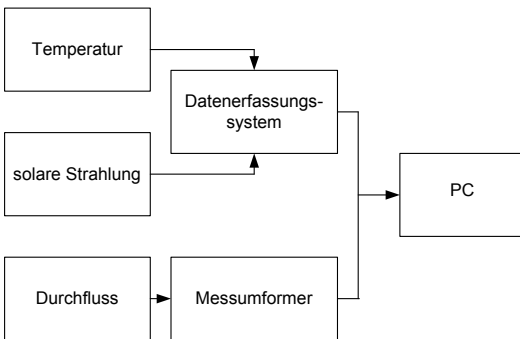 Temperatur
Datenerfassungs-
system
solare Strahlung
PC
Durchfluss
Messumformer